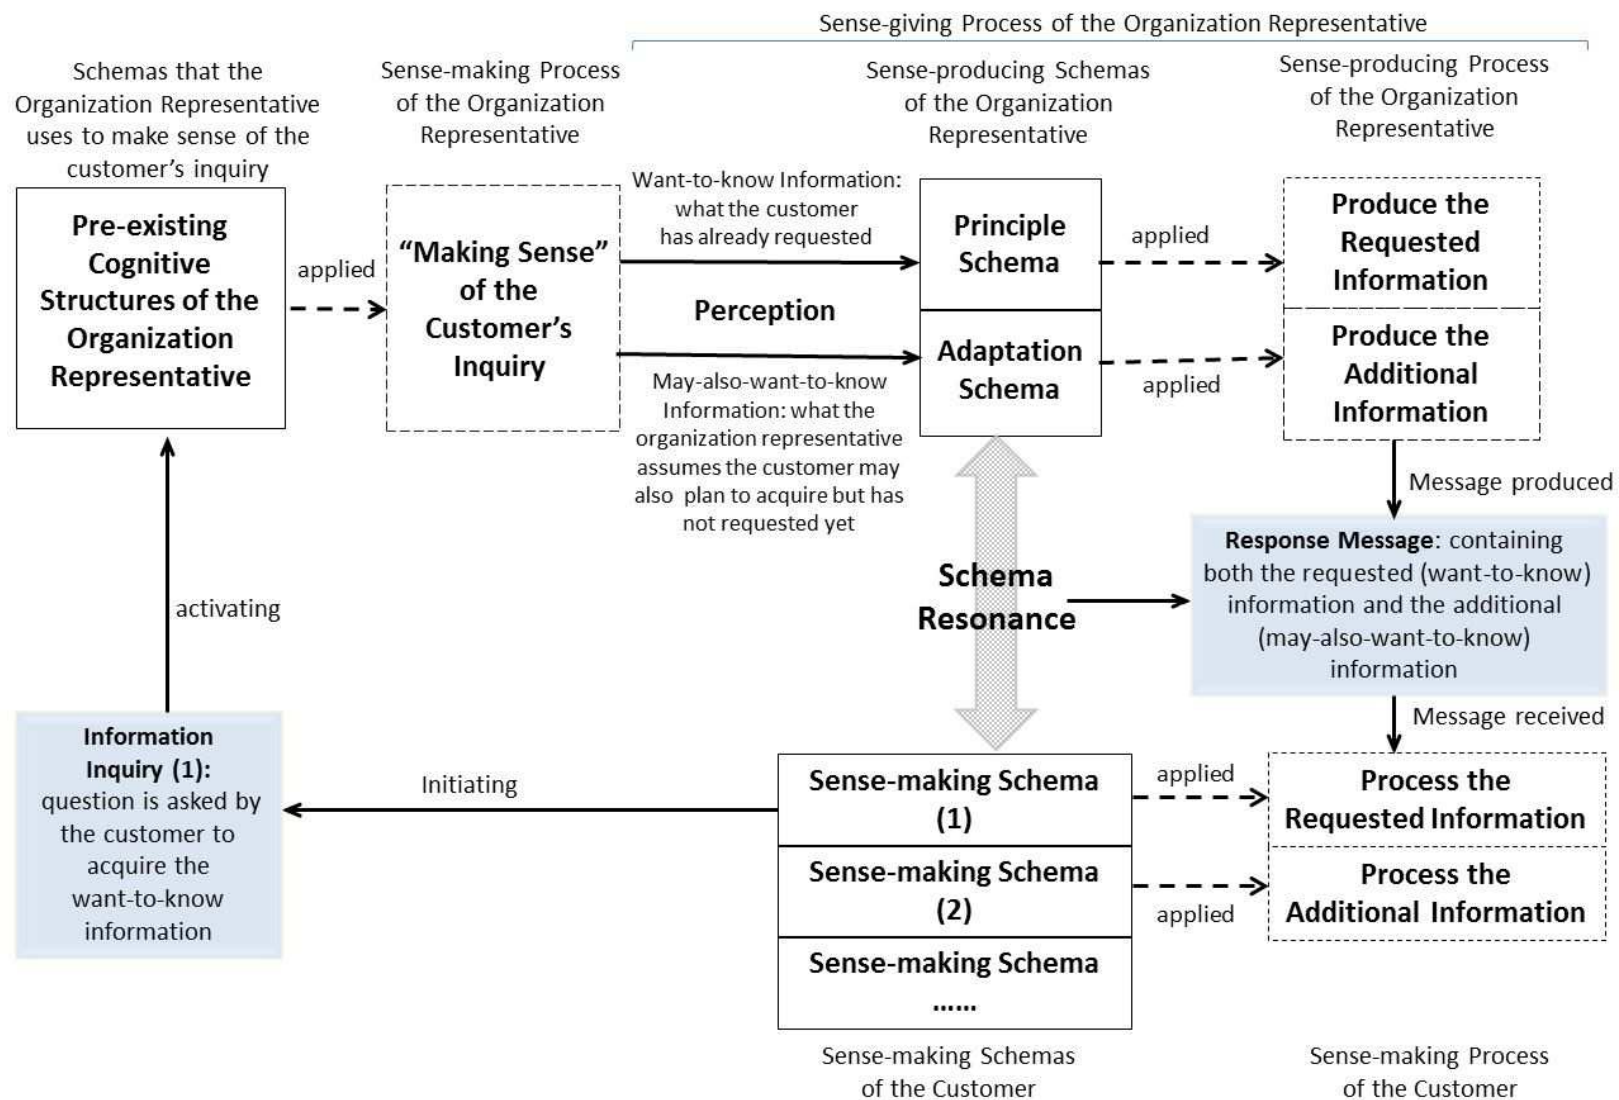 Sense-giving Process of the Organization Representative
Schemas that the
Organization Representative
uses to make sense of the
customer's inquiry
Sense-making Process
of the Organization
Representative
Sense-producing Schemas
of the Organization
Representative
Sense-producing Process
of the Organization
Representative
Pre-existing
Cognitive
Structures of the
Organization
Representative
applied
“Making Sense”
of the
Customer's
Inquiry
Want-to-know Information:
what the customer
has already requested
Perception
May-also-want-to-know
Information: what the
organization representative
assumes the customer may
also plan to acquire but has
not requested yet
Principle
Schema
Adaptation
Schema
applied
applied
Produce the
Requested
Information
Produce the
Additional
Information
Message produced
Response Message: containing
both the requested (want-to-know)
information and the additional
(may-also-want-to-know)
information
Message received
Schema
Resonance
activating
Information
Inquiry (1):
question is asked by
the customer to
acquire the
want-to-know
information
Initiating
Sense-making Schema
(1)
Sense-making Schema
(2)
Sense-making Schema
......
applied
applied
Process the
Requested Information
Process the
Additional Information
Sense-making Schemas
of the Customer
Sense-making Process
of the Customer